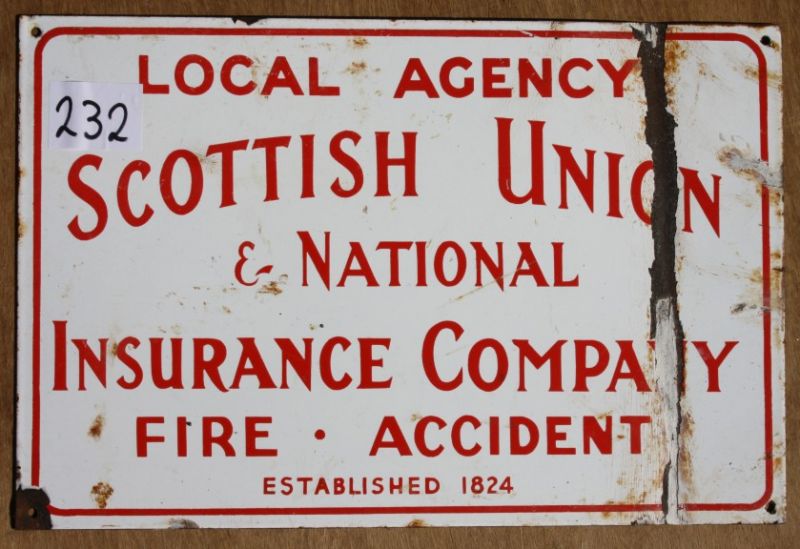 LOCAL AGENCY
232
SCOTTISH UNION
& NATIONAL
INSURANCE COMPANY
FIRE · ACCIDENT
ESTABLISHED 1824